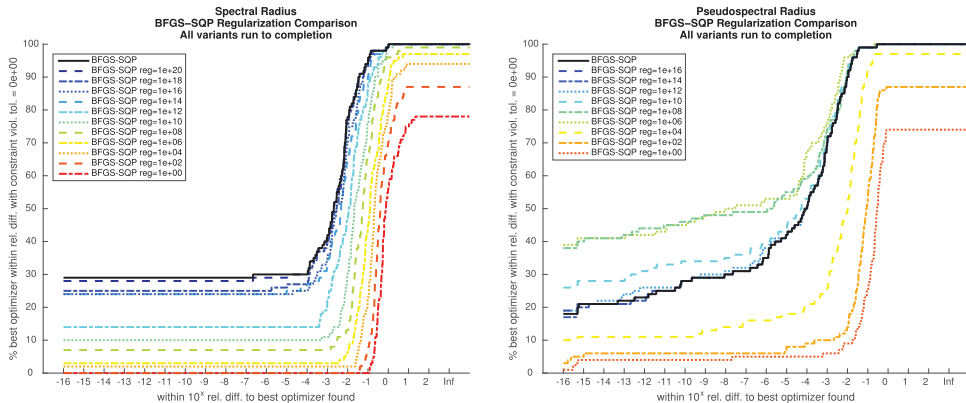 Spectral Radius
BFGS−SQP Regularization Comparison
All variants run to completion
% best optimizer within rel. diff. with constraint viol. tol. = 0e+00
100
90
80
70
60
50
40
30
20
10
0
BFGS-SQP
BFGS-SQP reg=1e+20
BFGS-SQP reg=1e+18
BFGS-SQP reg=1e+16
BFGS-SQP reg=1e+14
BFGS-SQP reg=1e+12
BFGS-SQP reg=1e+10
BFGS-SQP reg=1e+08
BFGS-SQP reg=1e+06
BFGS-SQP reg=1e+04
BFGS-SQP reg=1e+02
BFGS-SQP reg=1e+00
-16 -15 -14 -13 -12 -11 -10 -9 -8 -7 -6 -5 -4 -3 -2 -1 0 1 2 Inf
within 10^x rel. diff to best optimizer found
Pseudospectral Radius
BFGS−SQP Regularization Comparison
All variants run to completion
% best optimizer within rel. diff. with constraint viol. tol. = 0e+00
100
90
80
70
60
50
40
30
20
10
0
BFGS-SQP
BFGS-SQP reg=1e+16
BFGS-SQP reg=1e+14
BFGS-SQP reg=1e+12
BFGS-SQP reg=1e+10
BFGS-SQP reg=1e+08
BFGS-SQP reg=1e+06
BFGS-SQP reg=1e+04
BFGS-SQP reg=1e+02
BFGS-SQP reg=1e+00
-16 -15 -14 -13 -12 -11 -10 -9 -8 -7 -6 -5 -4 -3 -2 -1 0 1 2 Inf
within 10^x rel. diff to best optimizer found